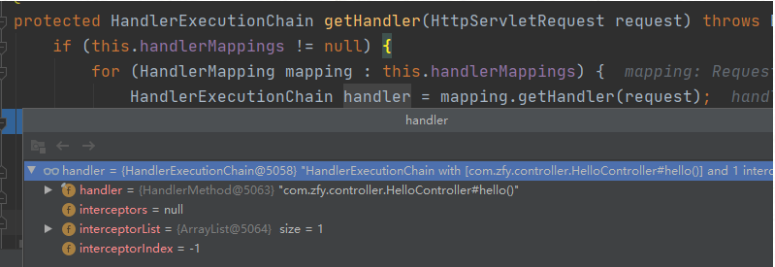 protected HandlerExecutionChain getHandler(HttpServletRequest request) throws
if (this.handlerMappings != null) {
for (HandlerMapping mapping : this.handlerMappings) { mapping: Reques
HandlerExecutionChain handler = mapping.getHandler(request); hand
handler
handler = {HandlerExecutionChain@5058} "HandlerExecutionChain with [com.zfy.controller.HelloController#hello()] and 1 interc
handler = {HandlerMethod@5063} "com.zfy.controller.HelloController#hello()"
interceptors = null
interceptorList = {ArrayList@5064} size = 1
interceptorIndex = -1